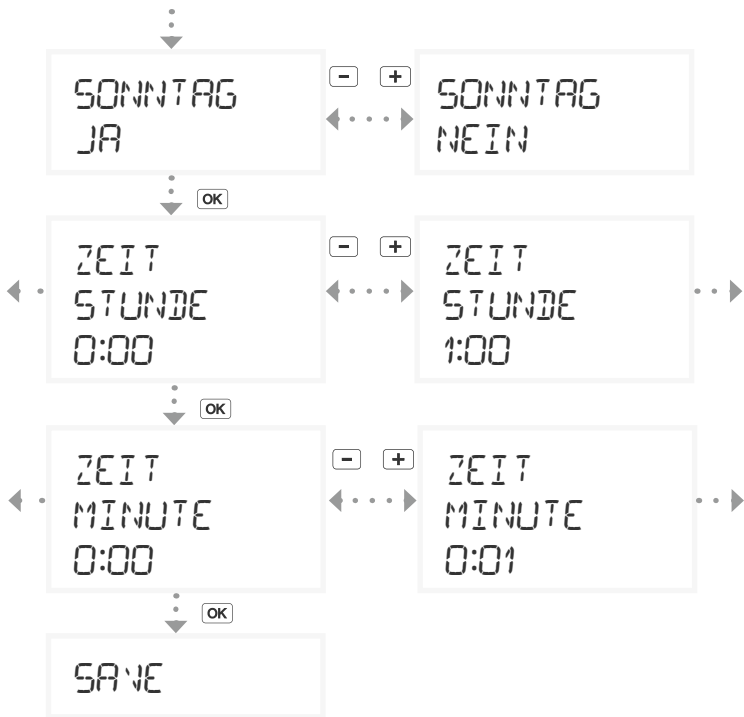 SONNTAG
JA
- +
SONNTAG
NEIN
OK
ZEIT
STUNDE
0:00
- +
ZEIT
STUNDE
1:00
OK
ZEIT
MINUTE
0:00
- +
ZEIT
MINUTE
0:01
OK
SAVE